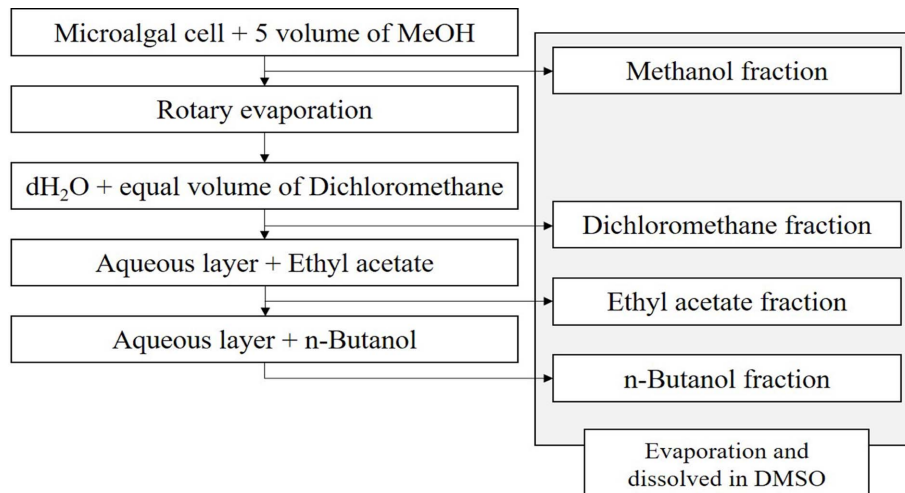 Microalgal cell + 5 volume of MeOH
Methanol fraction
Rotary evaporation
dH₂O + equal volume of Dichloromethane
Dichloromethane fraction
Aqueous layer + Ethyl acetate
Ethyl acetate fraction
Aqueous layer + n-Butanol
n-Butanol fraction
Evaporation and
dissolved in DMSO